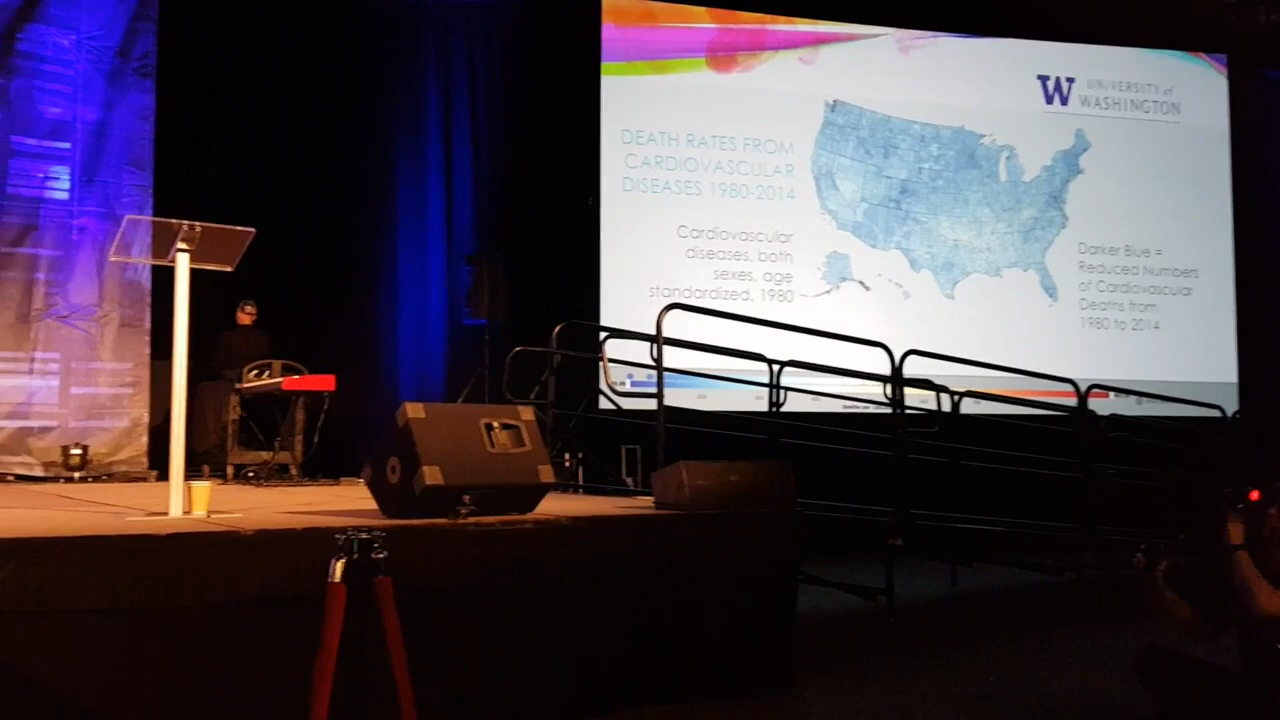 UNIVERSITY of
WASHINGTON
DEATH RATES FROM
CARDIOVASCULAR
DISEASES 1980-2014
Cardiovascular
diseases, both
sexes, age
standardized, 1980
Darker Blue =
Reduced Numbers
of Cardiovascular
Deaths from
1980 to 2014